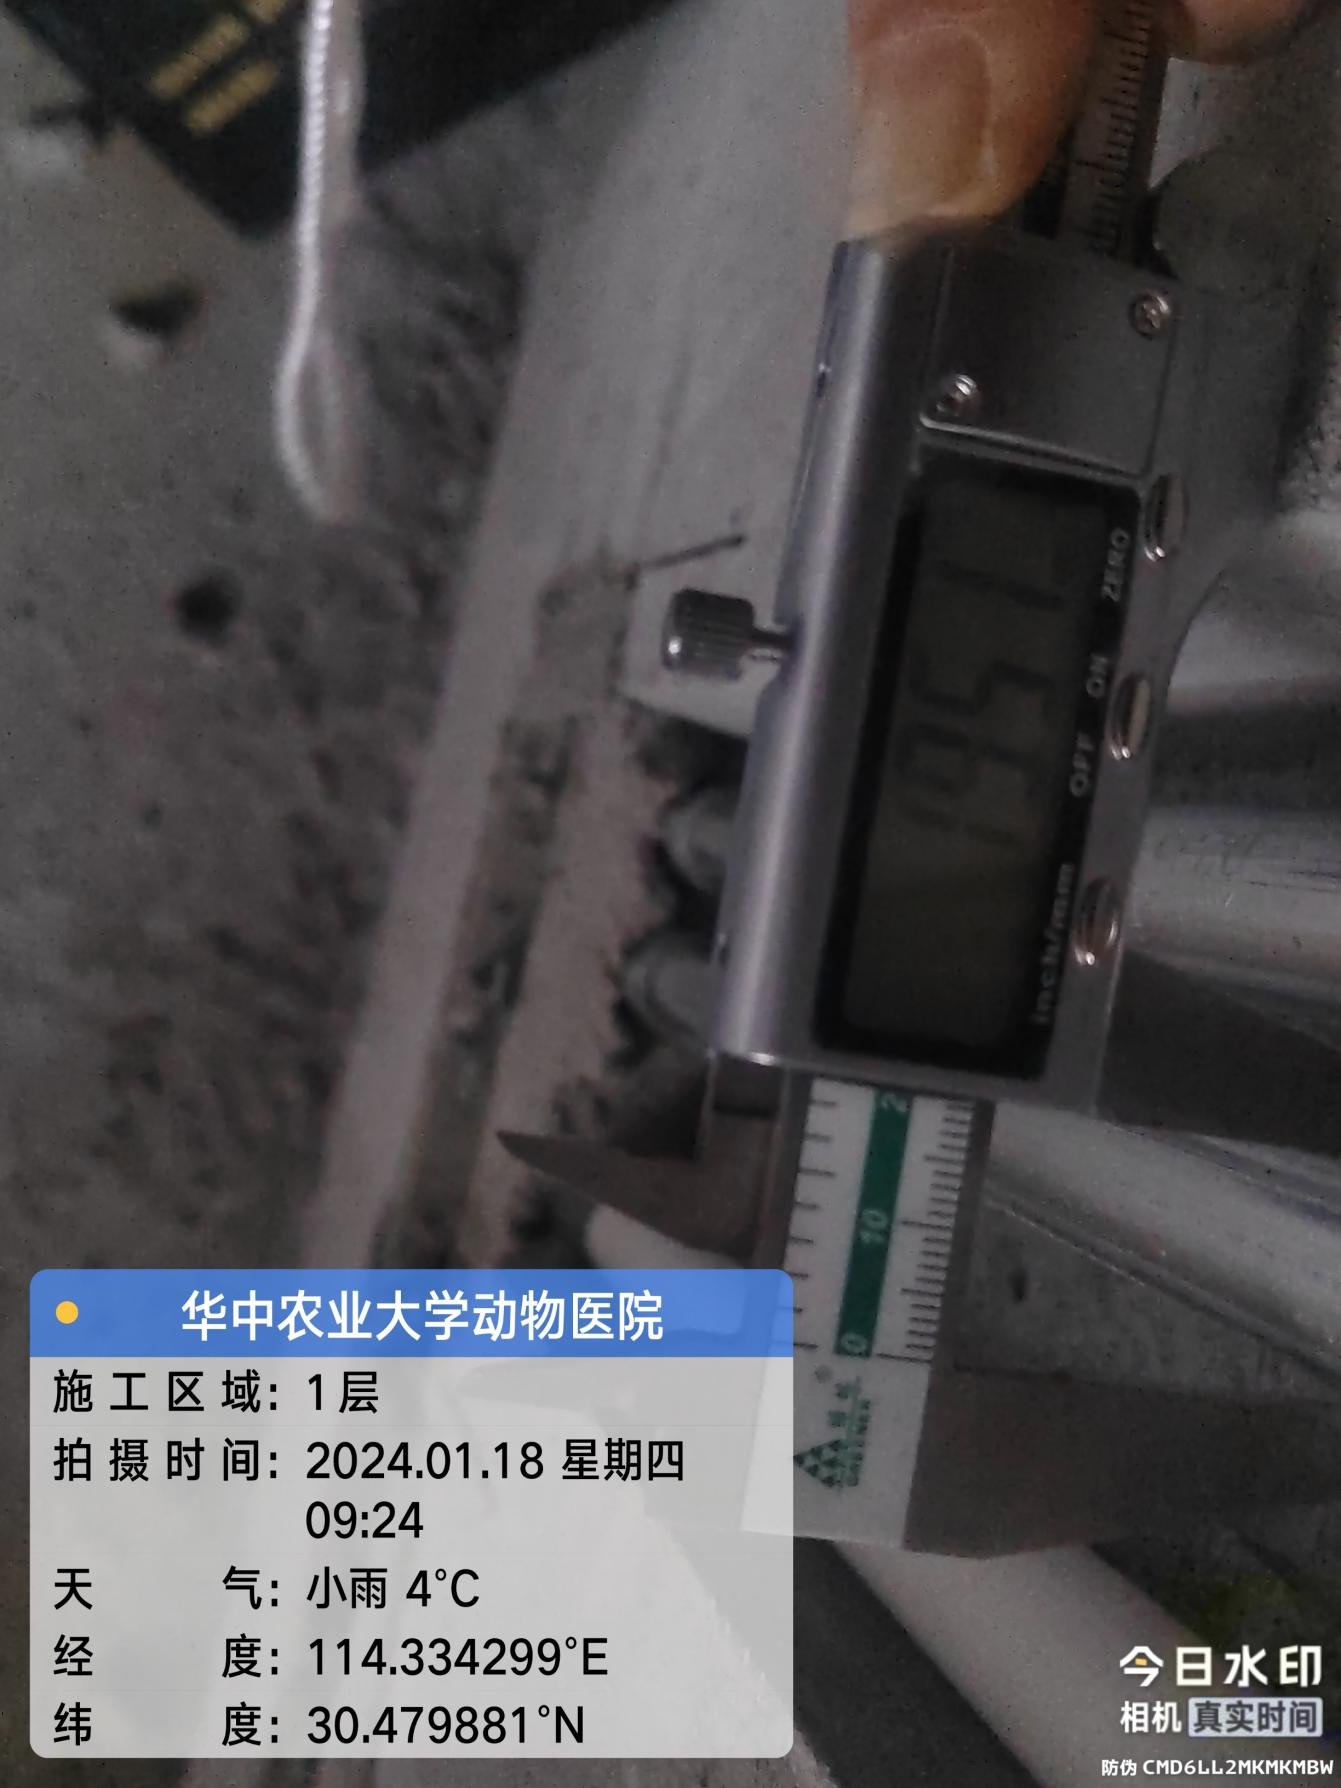 ZERO
ON
OFF
inch/mm
2
10
0
华中农业大学动物医院
施工区域: 1层
拍摄时间: 2024.01.18 星期四
09:24
天气: 小雨 4°C
经度: 114.334299°E
纬度: 30.479881°N
今日水印
相机 真实时间
防伪 CMD6LL2MKMKMBW